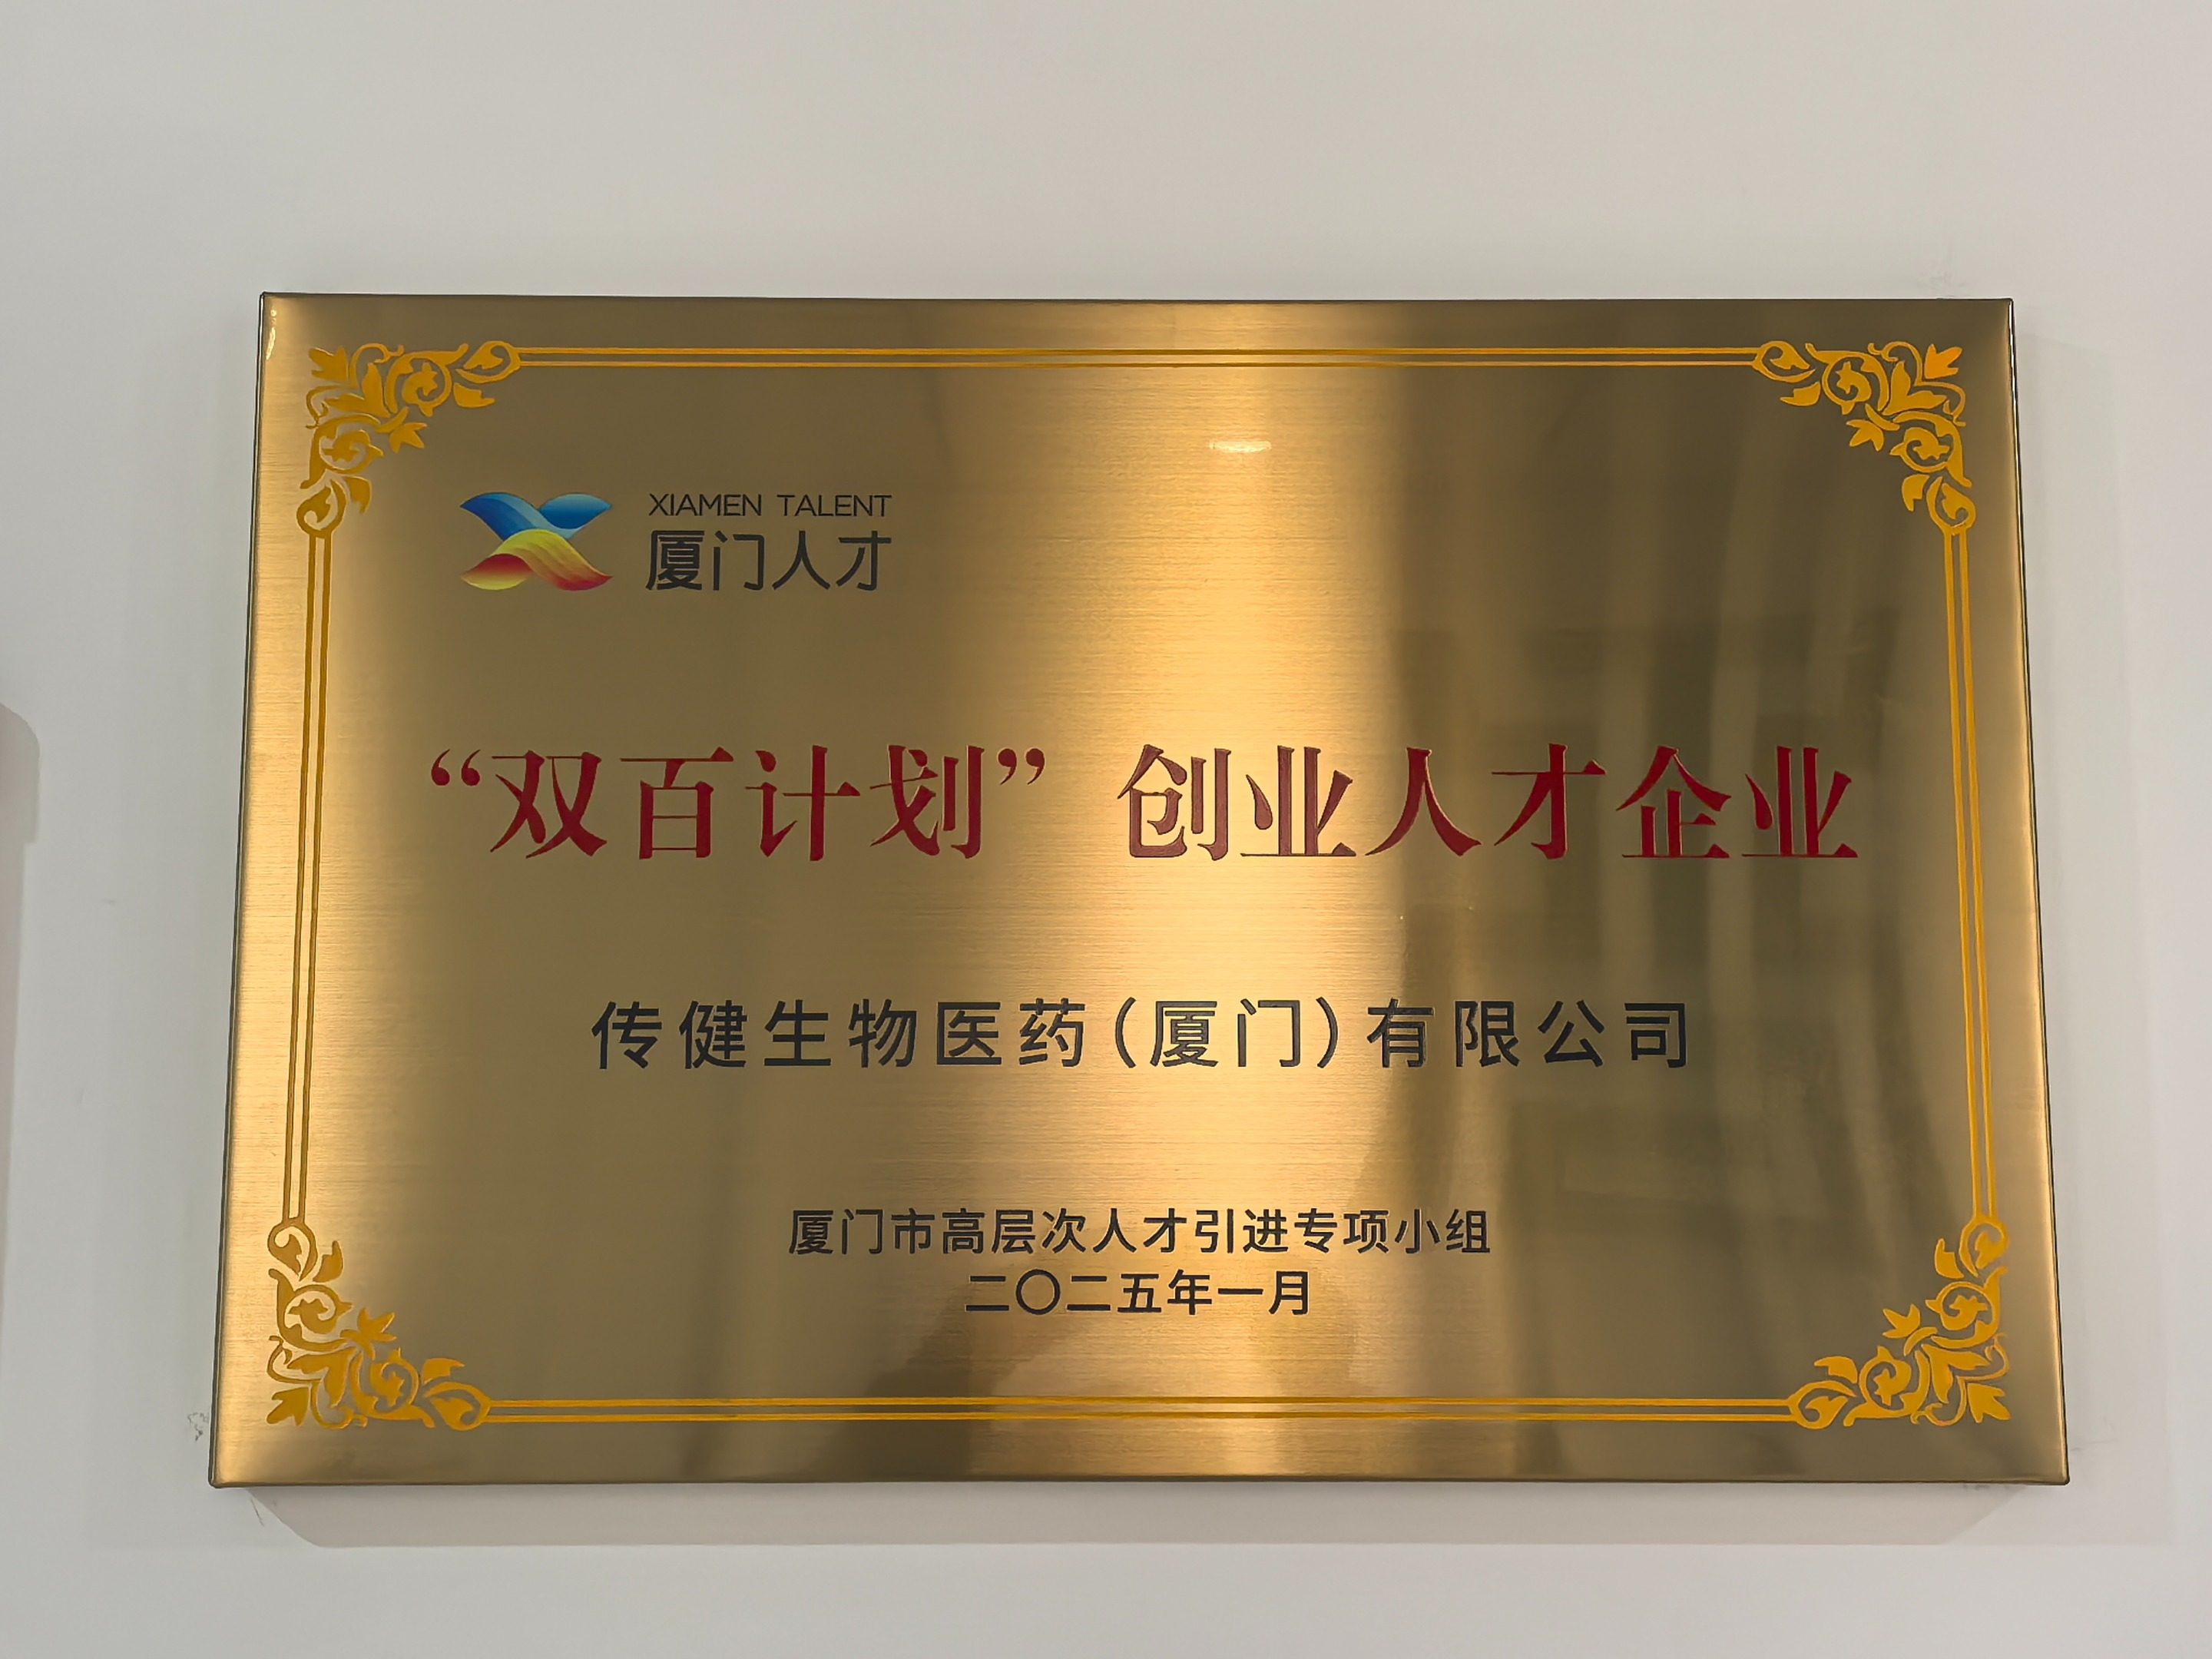 XIAMEN TALENT
厦门人才
“双百计划”创业人才企业
传健生物医药(厦门)有限公司
厦门市高层次人才引进专项小组
二〇二五年一月